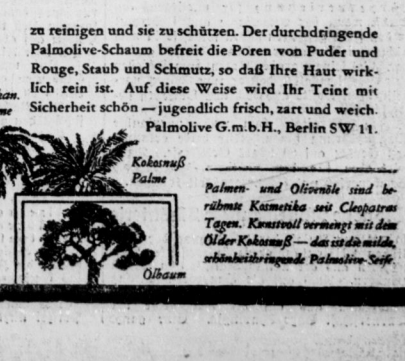 zu reinigen und sie zu schützen. Der durchdringende
Palmolive-Schaum befreit die Poren von Puder und
Rouge, Staub und Schmutz, so daß Ihre Haut wirk-
lich rein ist. Auf diese Weise wird Ihr Teint mit
Sicherheit schön — jugendlich frisch, zart und weich.
Palmolive G.m.b.H., Berlin SW 11.
Kokosnuß
Palme
Palmen- und Olivenöle sind be-
rühmte Kosmetika seit Cleopatras
Tagen. Kunstvoll vermengt mit dem
Öl der Kokosnuß — das ist die milde,
schönheitbringende Palmolive-Seife.
Ölbaum